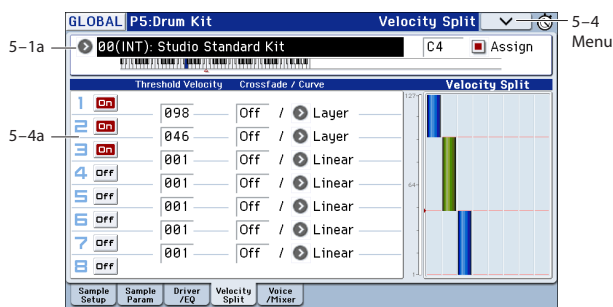 GLOBAL P5:Drum Kit Velocity Split
5–4 Menu
5–1a
00(INT): Studio Standard Kit C4 Assign
Threshold Velocity Crossfade / Curve Velocity Split
5–4a
1 On
098 Off / Layer
2 On
046 Off / Layer
3 On
001 Off / Linear
4 Off
001 Off / Linear
5 Off
001 Off / Linear
6 Off
001 Off / Linear
7 Off
001 Off / Linear
8 Off
127
64
1
Sample Setup Sample Param Driver /EQ Velocity Split Voice /Mixer